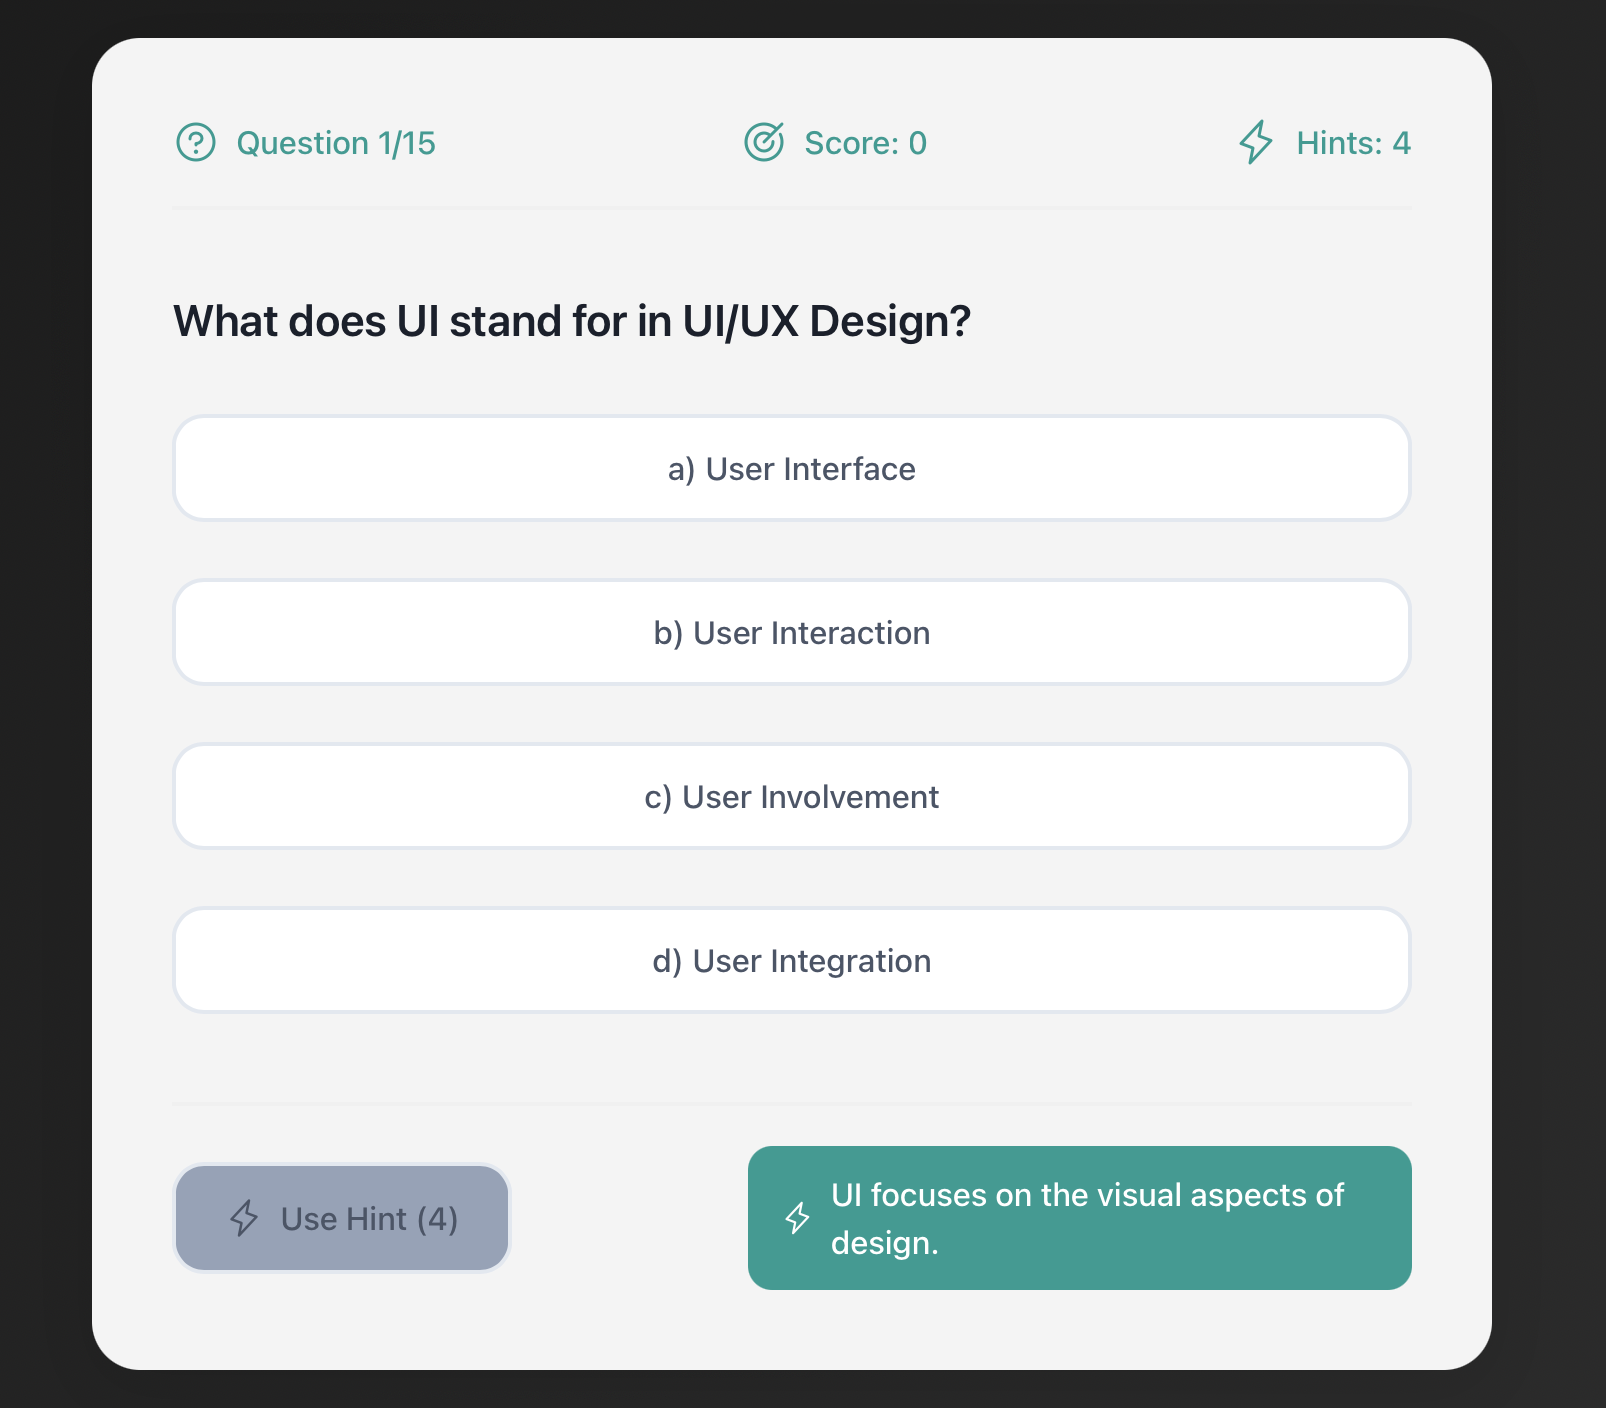 Question 1/15
Score: 0
Hints: 4
What does UI stand for in UI/UX Design?
a) User Interface
b) User Interaction
c) User Involvement
d) User Integration
Use Hint (4)
UI focuses on the visual aspects of
design.